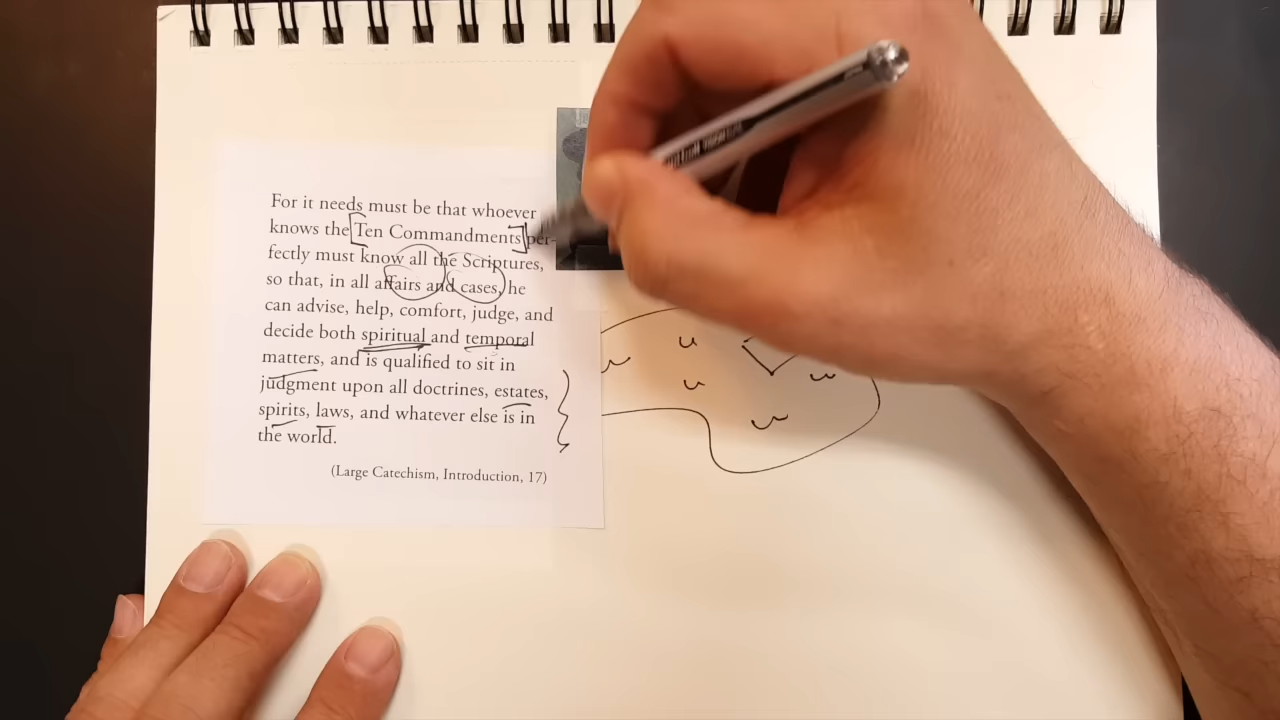 For it needs must be that whoever
knows the Ten Commandments per-
fectly must know all the Scriptures,
so that, in all affairs and cases, he
can advise, help, comfort, judge, and
decide both spiritual and temporal
matters, and is qualified to sit in
judgment upon all doctrines, estates,
spirits, laws, and whatever else is in
the world.
(Large Catechism, Introduction, 17)